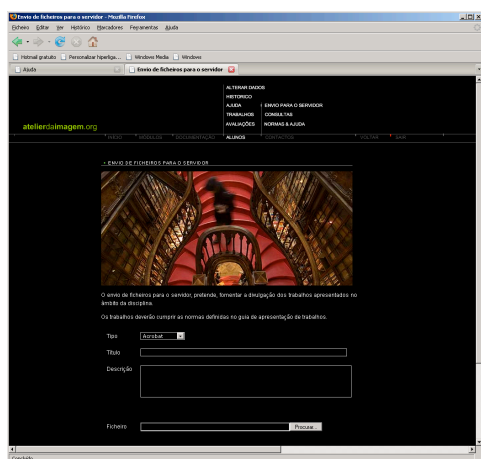 Envio de ficheiros para o servidor - Mozilla Firefox
Ficheiro Editar Ver Histórico Marcadores Ferramentas Ajuda
Hotmail gratuito Personalizar hiperliga... Windows Media Windows
Ajuda Envio de ficheiros para o servidor
ALTERAR DADOS
HISTORICO
AJUDA ENVIO PARA O SERVIDOR
TRABALHOS CONSULTAS
AVALIAÇÕES NORMAS & AJUDA
atelierdaimagem.org
INICIO MÓDULOS DOCUMENTAÇÃO ALUNOS CONTACTOS VOLTAR SAIR
• ENVIO DE FICHEIROS PARA O SERVIDOR
O envio de ficheiros para o servidor, pretende, fomentar a divulgação dos trabalhos apresentados no
âmbito da disciplina.
Os trabalhos deverão cumprir as normas definidas no guia de apresentação de trabalhos.
Tipo Acrobat
Título
Descrição
Ficheiro Procurar...
Concluído